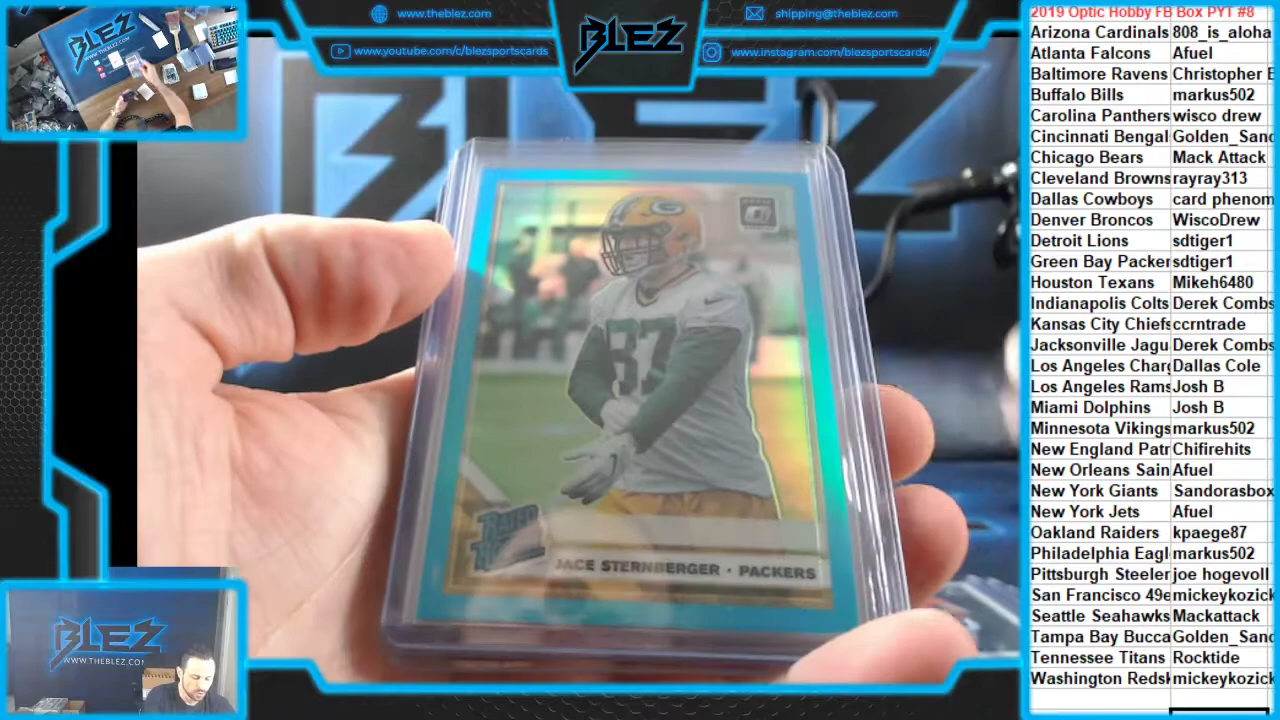 www.theblez.com
www.youtube.com/c/blezsportscards
BLEZ
shipping@theblez.com
www.instagram.com/blezsportscards/
BLEZ
87
RATED
JACE STERNBERGER • PACKERS
BLEZ
WWW.THEBLEZ.COM
2019 Optic Hobby FB Box PYT #8
Arizona Cardinals 808_is_aloha
Atlanta Falcons Afuel
Baltimore Ravens Christopher
Buffalo Bills markus502
Carolina Panthers wisco drew
Cincinnati Bengal Golden_Sand
Chicago Bears Mack Attack
Cleveland Browns rayray313
Dallas Cowboys card phenom
Denver Broncos WiscoDrew
Detroit Lions sdtiger1
Green Bay Packer sdtiger1
Houston Texans Mikeh6480
Indianapolis Colts Derek Combs
Kansas City Chiefs ccrntrade
Jacksonville Jagu Derek Combs
Los Angeles Charg Dallas Cole
Los Angeles Rams Josh B
Miami Dolphins Josh B
Minnesota Vikings markus502
New England Patr Chifirehits
New Orleans Sain Afuel
New York Giants Sandorasbox
New York Jets Afuel
Oakland Raiders kpaege87
Philadelphia Eagl markus502
Pittsburgh Steeler joe hogevoll
San Francisco 49e mickeykozick
Seattle Seahawks Mackattack
Tampa Bay Bucca Golden_Sand
Tennessee Titans Rocktide
Washington Redsk mickeykozick